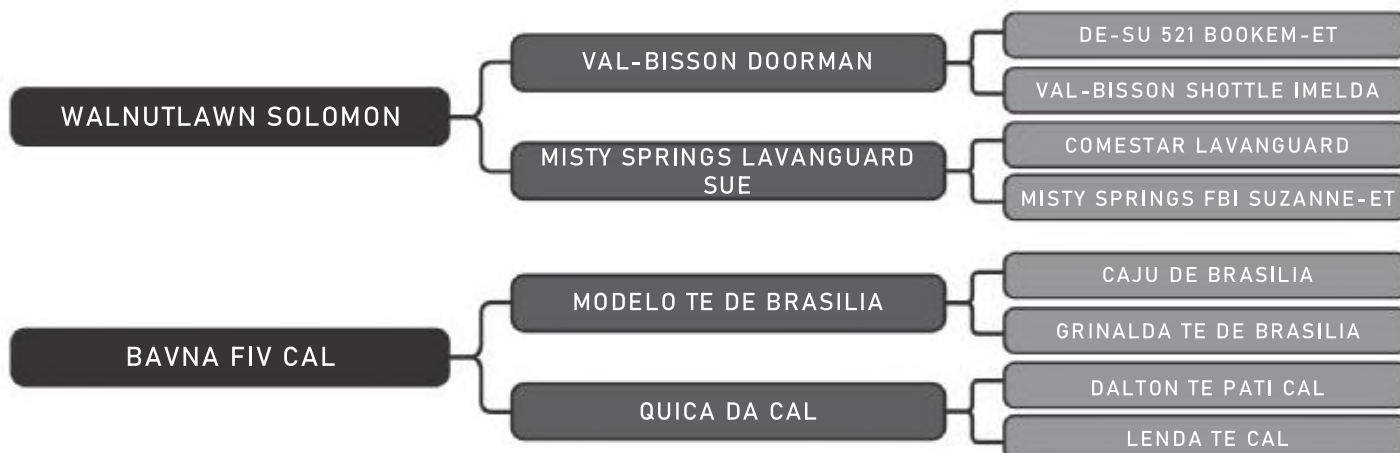 WALNUTLAWN SOLOMON
VAL-BISSON DOORMAN
DE-SU 521 BOOKEM-ET
VAL-BISSON SHOTTLE IMELDA
MISTY SPRINGS LAVANGUARD
SUE
COMESTAR LAVANGUARD
MISTY SPRINGS FBI SUZANNE-ET
BAVNA FIV CAL
MODELO TE DE BRASILIA
CAJU DE BRASÍLIA
GRINALDA TE DE BRASILIA
QUICA DA CAL
DALTON TE PATI CAL
LENDA TE CAL